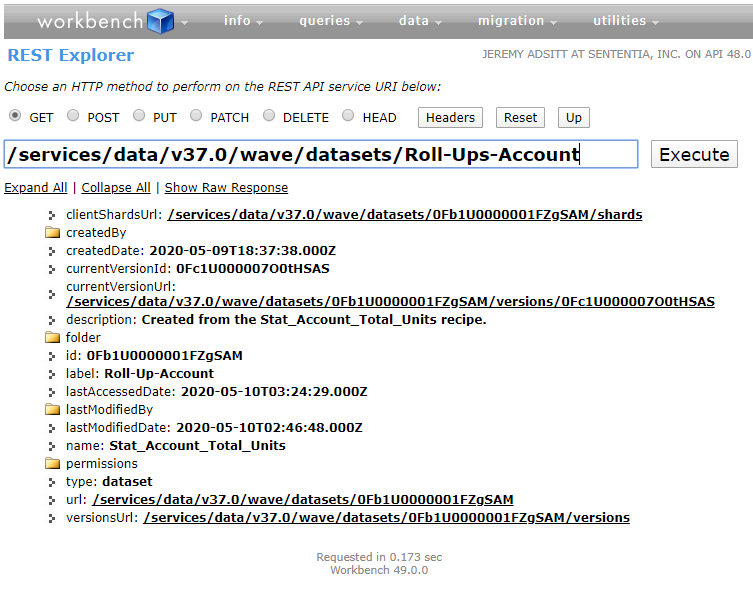 workbench info queries data migration utilities
REST Explorer JEREMY ADSITT AT SENTENTIA, INC. ON API 48.0
Choose an HTTP method to perform on the REST API service URI below:
GET POST PUT PATCH DELETE HEAD Headers Reset Up
/services/data/v37.0/wave/datasets/Roll-Ups-Account Execute
Expand All | Collapse All | Show Raw Response
clientShardsUrl: /services/data/v37.0/wave/datasets/0Fb1U0000001FZgSAM/shards
createdBy
createdDate: 2020-05-09T18:37:38.000Z
currentVersionId: 0Fc1U000007O0tHSAS
currentVersionUrl:
/services/data/v37.0/wave/datasets/0Fb1U0000001FZgSAM/versions/0Fc1U000007O0tHSAS
description: Created from the Stat_Account_Total_Units recipe.
folder
id: 0Fb1U0000001FZgSAM
label: Roll-Up-Account
lastAccessedDate: 2020-05-10T03:24:29.000Z
lastModifiedBy
lastModifiedDate: 2020-05-10T02:46:48.000Z
name: Stat_Account_Total_Units
permissions
type: dataset
url: /services/data/v37.0/wave/datasets/0Fb1U0000001FZgSAM
versionsUrl: /services/data/v37.0/wave/datasets/0Fb1U0000001FZgSAM/versions
Requested in 0.173 sec
Workbench 49.0.0